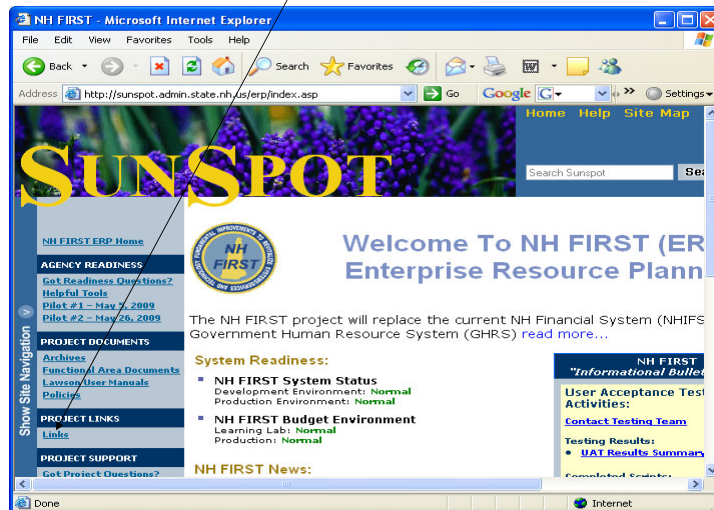 NH FIRST - Microsoft Internet Explorer
File Edit View Favorites Tools Help
Back Search Favorites
Address http://sunspot.admin.state.nh.us/erp/index.asp Go Google G Settings
Home Help Site Map
SUNSPOT
Search Sunspot Sea
NH FIRST ERP Home
AGENCY READINESS
Got Readiness Questions?
Helpful Tools
Pilot #1 - May 5, 2009
Pilot #2 - May 26, 2009
PROJECT DOCUMENTS
Archives
Functional Area Documents
Lawson User Manuals
Policies
PROJECT LINKS
Links
PROJECT SUPPORT
Got Project Questions?
Show Site Navigation
NH
FIRST
Welcome To NH FIRST (ER
Enterprise Resource Plann
The NH FIRST project will replace the current NH Financial System (NHIFS
Government Human Resource System (GHRS) read more...
System Readiness:
NH FIRST System Status
Development Environment: Normal
Production Environment: Normal
NH FIRST Budget Environment
Learning Lab: Normal
Production: Normal
NH FIRST News:
NH FIRST
"Informational Bullet
User Acceptance Test
Activities:
Contact Testing Team
Testing Results:
UAT Results Summary
Completed Scripts:
Done Internet